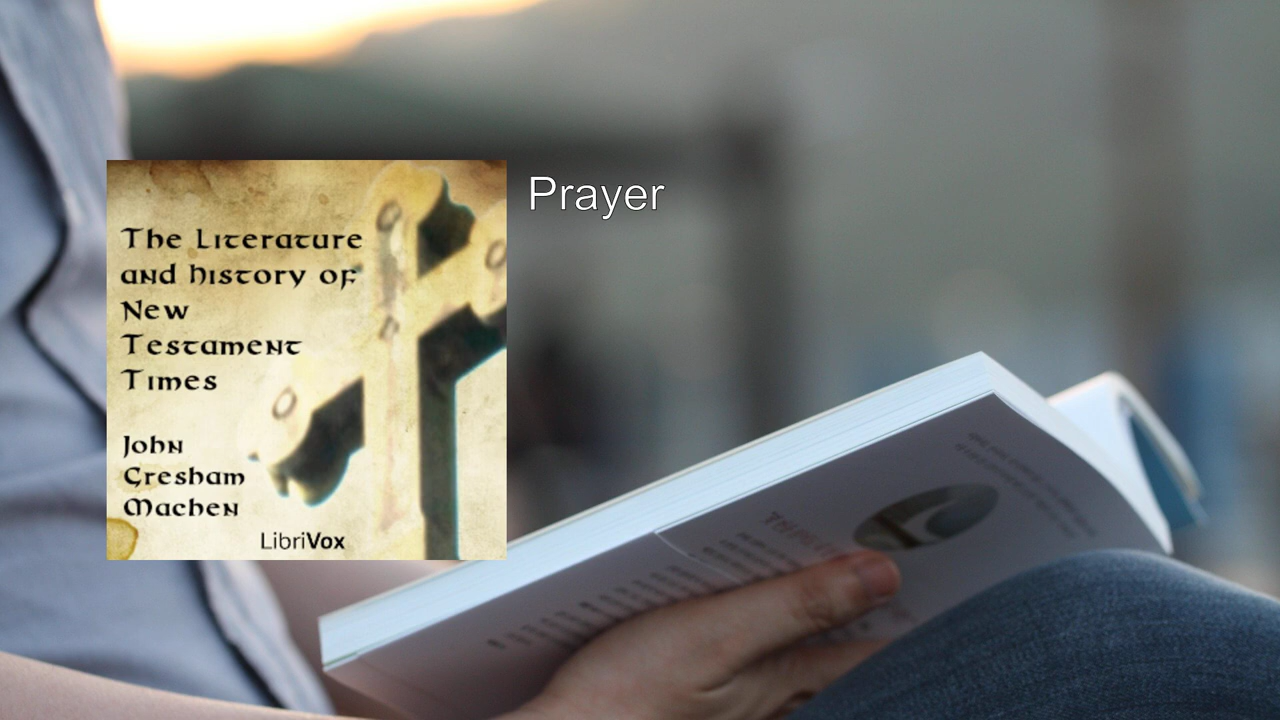 The Literature
and History of
New
Testament
Times
John
Gresham
Machen
LibriVox
Prayer